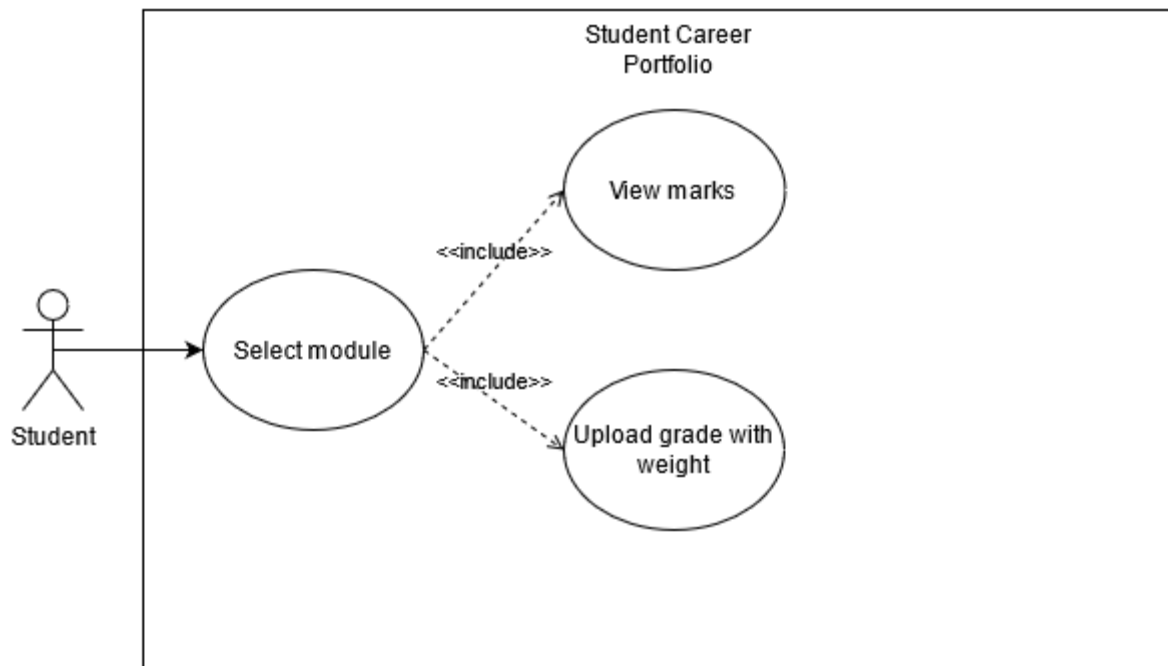 Student Career
Portfolio
View marks
<<include>>
Select module
<<include>>
Student
Upload grade with
weight